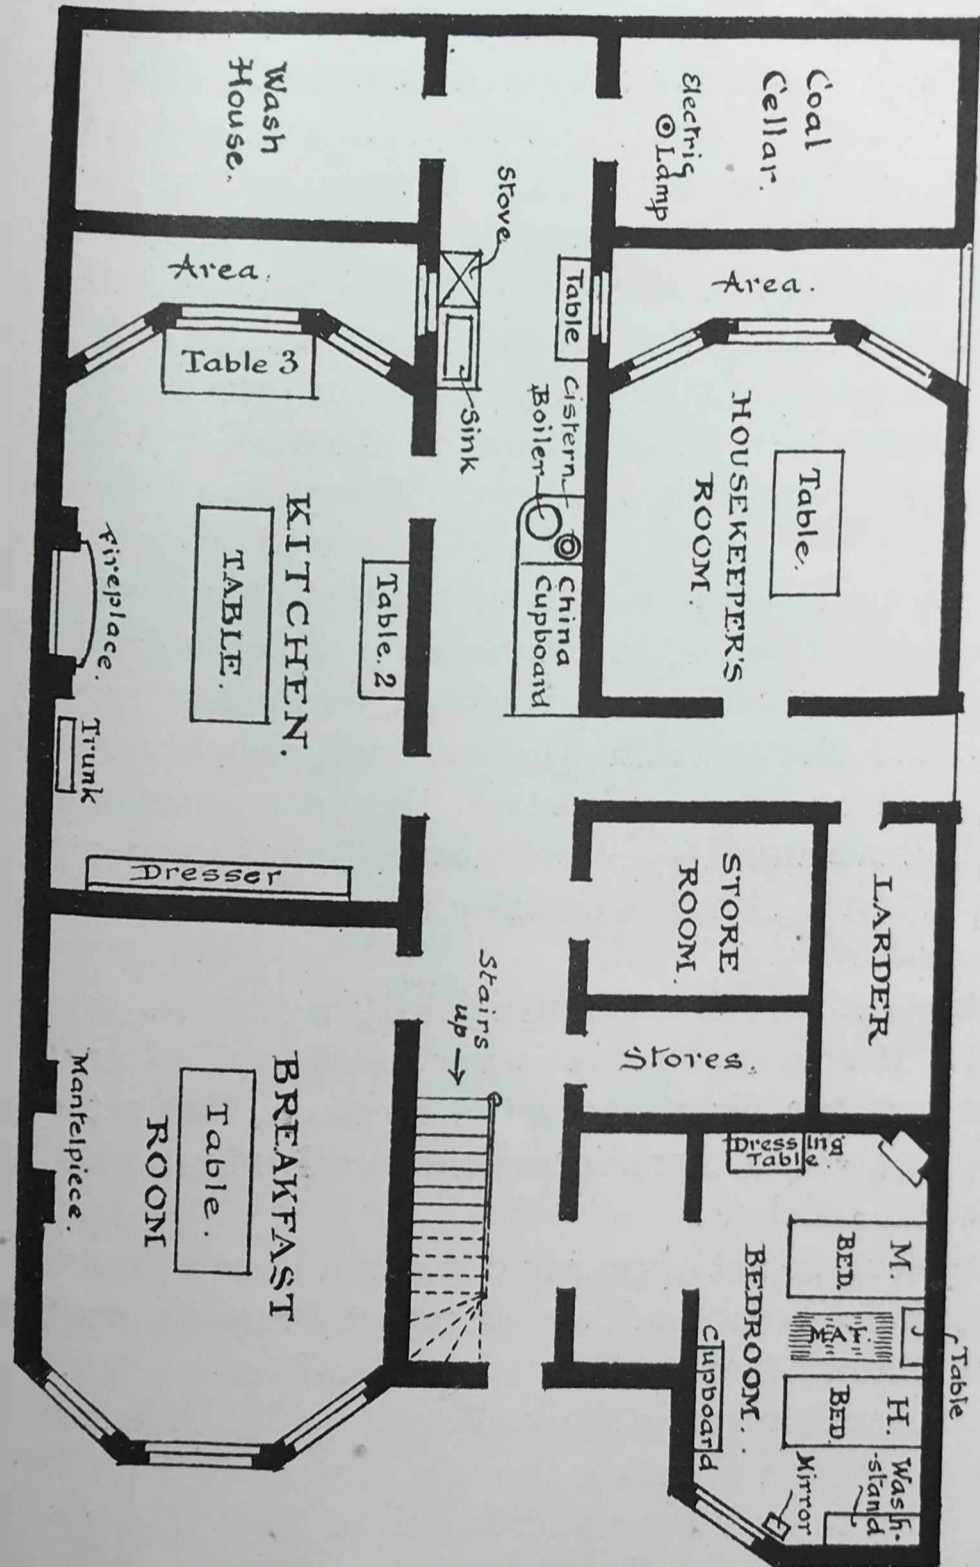 Coal
Cellar.
Electric
Lamp
Wash
House.
Stove
Area.
Table
Area.
Table 3
Sink
Cistern
Boiler
HOUSEKEEPER'S
ROOM.
Table.
KITCHEN.
TABLE.
Table. 2
China
Cupboard
Fireplace.
Trunk
Dresser
STORE
ROOM.
LARDER
Stairs
up →
Stores.
BREAKFAST
ROOM
Table.
Mantelpiece.
Dressing
Table.
BEDROOM.
M.
BED.
MAT
Table
H.
BED.
Cupboard
Wash-
stand
Mirror